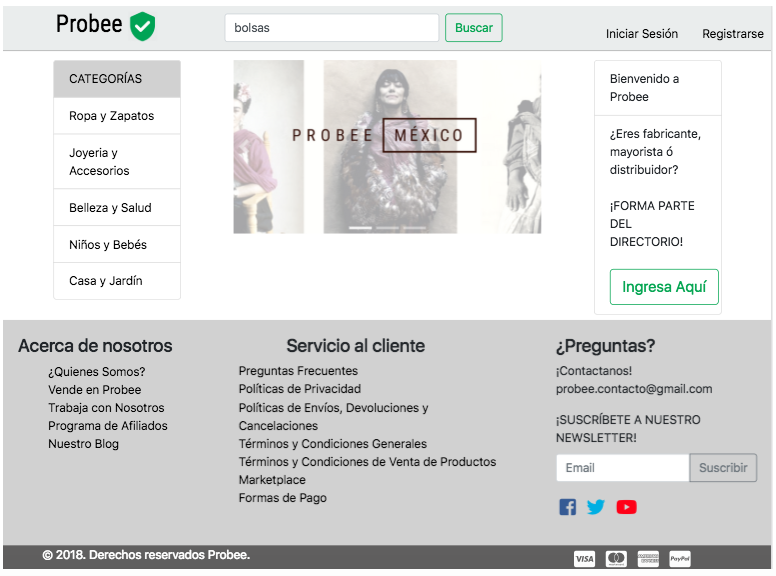 Probee
bolsas
Buscar
Iniciar Sesión
Registrarse
CATEGORÍAS
Ropa y Zapatos
Joyeria y
Accesorios
Belleza y Salud
Niños y Bebés
Casa y Jardín
PROBEE MÉXICO
Bienvenido a
Probee
¿Eres fabricante,
mayorista ó
distribuidor?
¡FORMA PARTE
DEL
DIRECTORIO!
Ingresa Aquí
Acerca de nosotros
¿Quienes Somos?
Vende en Probee
Trabaja con Nosotros
Programa de Afiliados
Nuestro Blog
Servicio al cliente
Preguntas Frecuentes
Políticas de Privacidad
Políticas de Envíos, Devoluciones y
Cancelaciones
Términos y Condiciones Generales
Términos y Condiciones de Venta de Productos
Marketplace
Formas de Pago
¿Preguntas?
¡Contactanos!
probee.contacto@gmail.com
¡SUSCRÍBETE A NUESTRO
NEWSLETTER!
Email
Suscribir
© 2018. Derechos reservados Probee.
VISA
PayPal